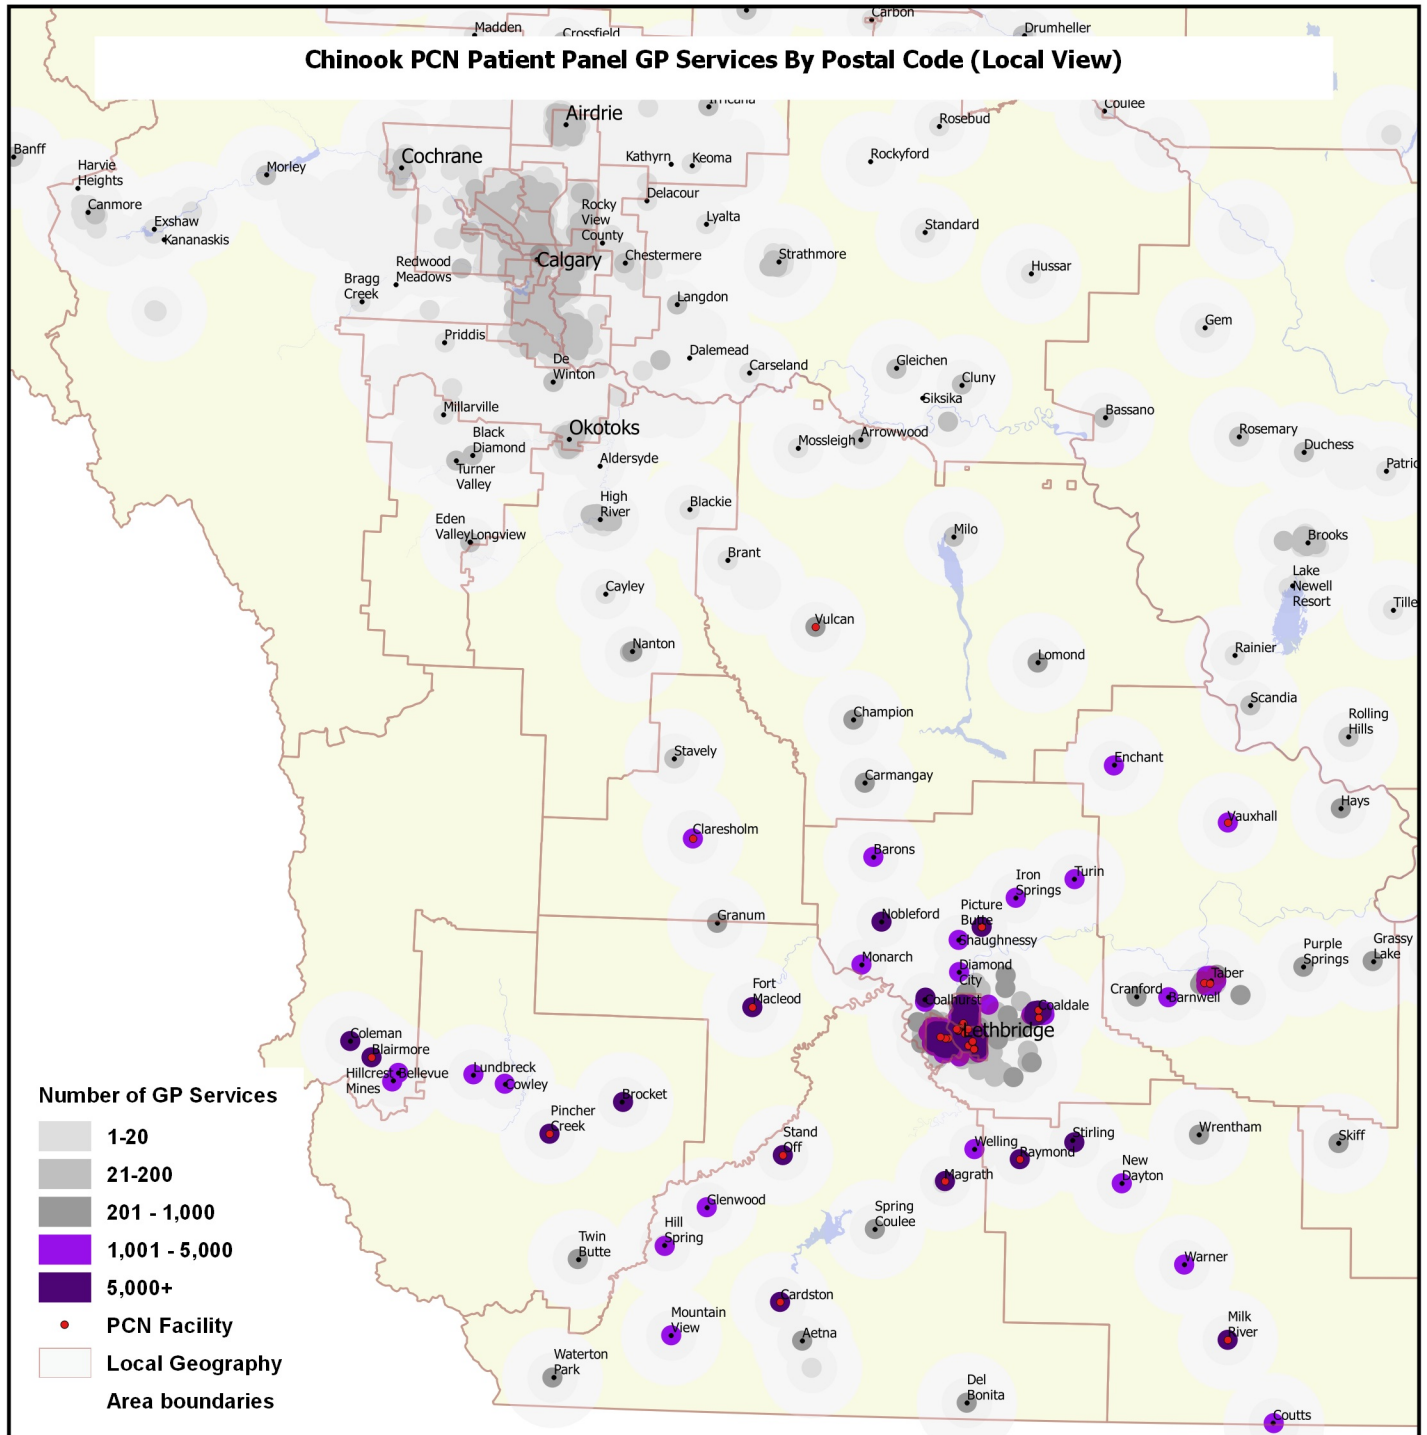 Carbon
Madden
Crossfield
Drumheller
Chinook PCN Patient Panel GP Services By Postal Code (Local View)
Irricana
Coulee
Airdrie
Rosebud
Banff
Harvie
Heights
Morley
Cochrane
Kathyrn
Keoma
Rockyford
Canmore
Delacour
Exshaw
Kananaskis
Rocky
View
County
Lyalta
Standard
Redwood
Meadows
Calgary
Chestermere
Strathmore
Hussar
Bragg
Creek
Langdon
Gem
Priddis
De
Winton
Dalemead
Carseland
Gleichen
Cluny
Siksika
Millarville
Bassano
Black
Diamond
Turner
Valley
Okotoks
Aldersyde
Mossleigh
Arrowwood
Rosemary
Duchess
Patric
High
River
Blackie
Eden
Valley
Longview
Milo
Brooks
Brant
Cayley
Lake
Newell
Resort
Tille
Vulcan
Nanton
Lomond
Rainier
Scandia
Champion
Rolling
Hills
Stavely
Carmangay
Enchant
Hays
Claresholm
Vauxhall
Barons
Turin
Iron
Springs
Granum
Nobleford
Picture
Butte
Shaughnessy
Monarch
Diamond
City
Purple
Springs
Grassy
Lake
Taber
Cranford
Barnwell
Fort
Macleod
Coalhurst
Coaldale
Lethbridge
Coleman
Blairmore
Hillcrest
Mines
Bellevue
Lundbreck
Cowley
Brocket
Pincher
Creek
Stand
Off
Welling
Stirling
Raymond
Wrentham
Skiff
Magrath
New
Dayton
Glenwood
Hill
Spring
Spring
Coulee
Twin
Butte
Warner
Cardston
Mountain
View
Aetna
Milk
River
Waterton
Park
Del
Bonita
Coutts
Number of GP Services
1-20
21-200
201 - 1,000
1,001 - 5,000
5,000+
PCN Facility
Local Geography
Area boundaries